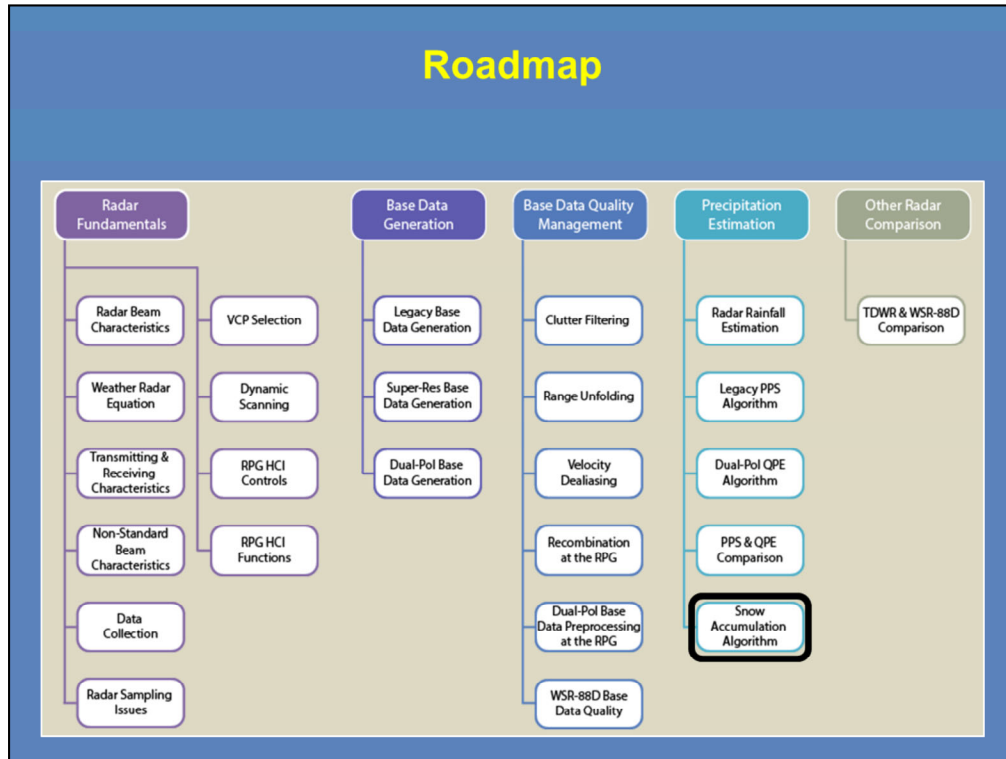 Roadmap
Radar
Fundamentals
Radar Beam
Characteristics
Weather Radar
Equation
Transmitting &
Receiving
Characteristics
Non-Standard
Beam
Characteristics
Data
Collection
Radar Sampling
Issues
VCP Selection
Dynamic
Scanning
RPG HCI
Controls
RPG HCI
Functions
Base Data
Generation
Legacy Base
Data Generation
Super-Res Base
Data Generation
Dual-Pol Base
Data Generation
Base Data Quality
Management
Clutter Filtering
Range Unfolding
Velocity
Dealiasing
Recombination
at the RPG
Dual-Pol Base
Data Preprocessing
at the RPG
WSR-88D Base
Data Quality
Precipitation
Estimation
Radar Rainfall
Estimation
Legacy PPS
Algorithm
Dual-Pol QPE
Algorithm
PPS & QPE
Comparison
Snow
Accumulation
Algorithm
Other Radar
Comparison
TDWR & WSR-88D
Comparison